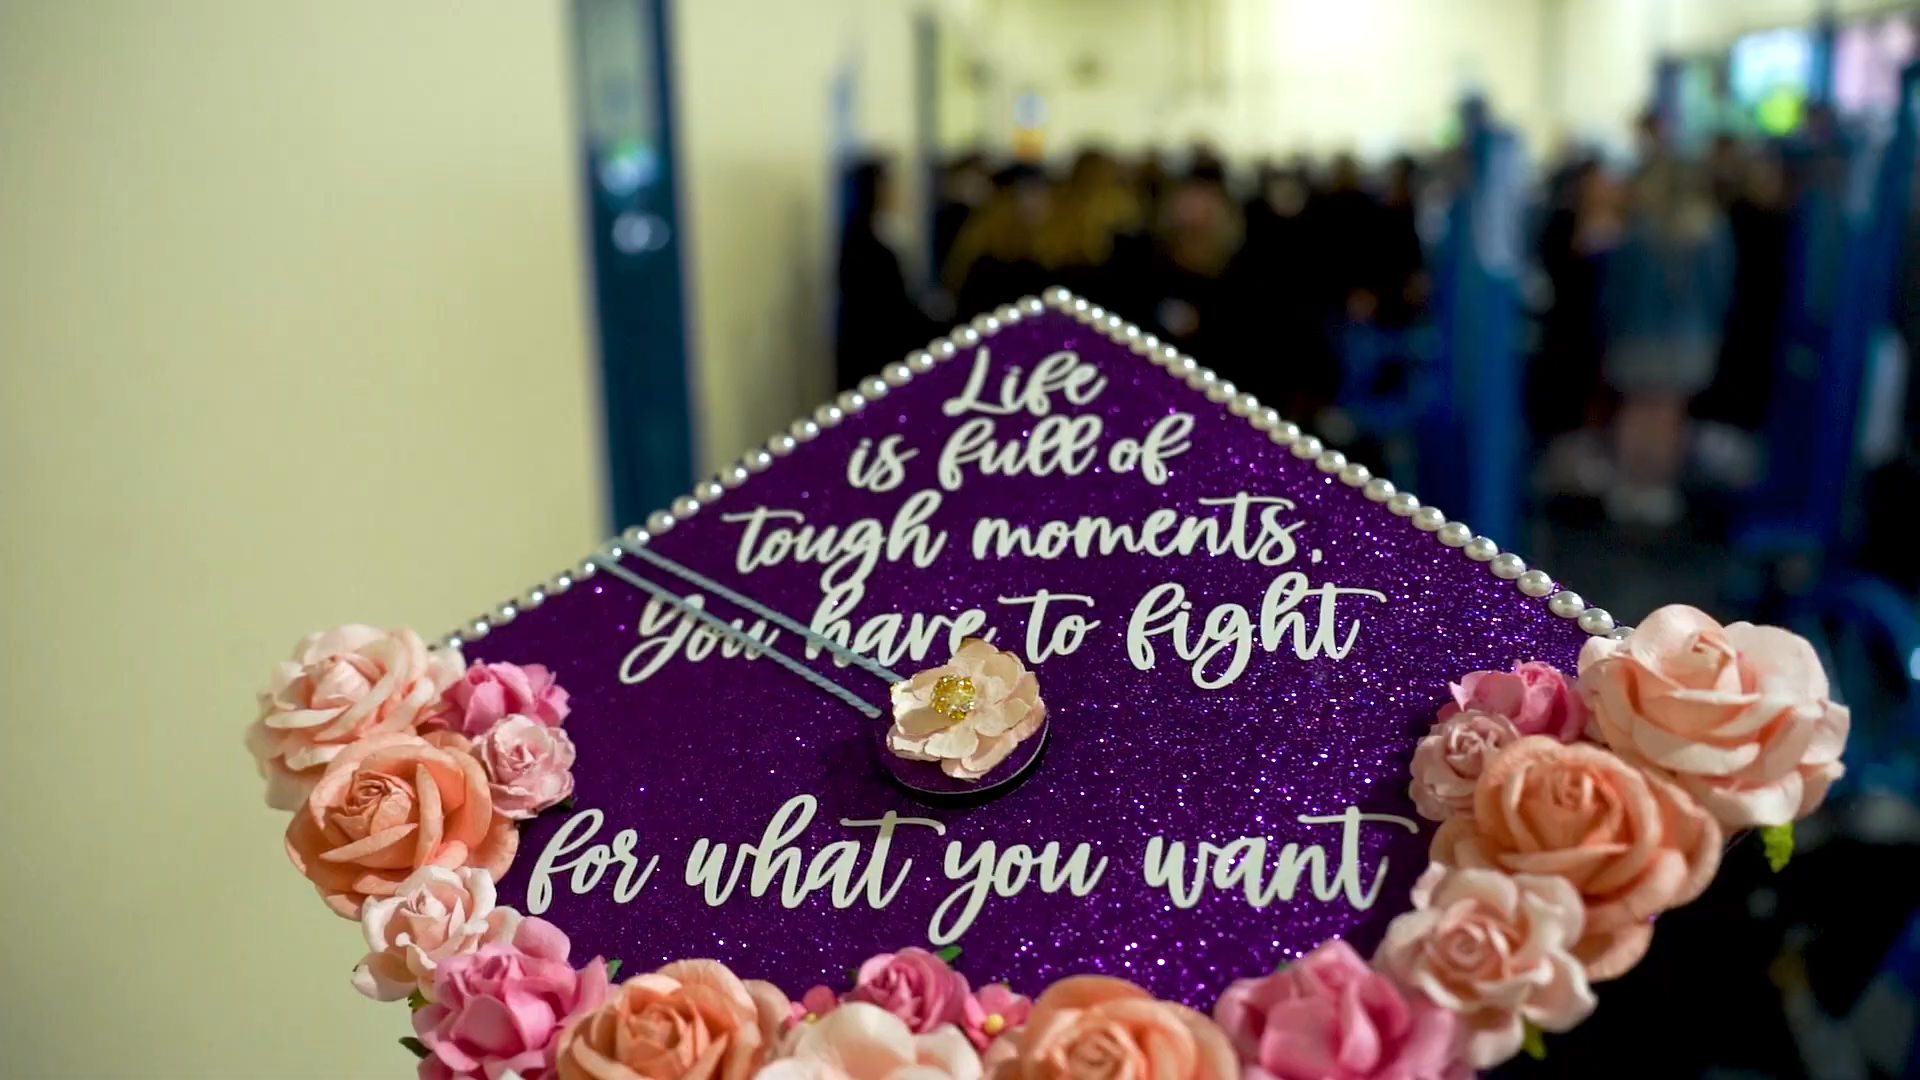 Life
is full of
tough moments.
You have to fight
for what you want